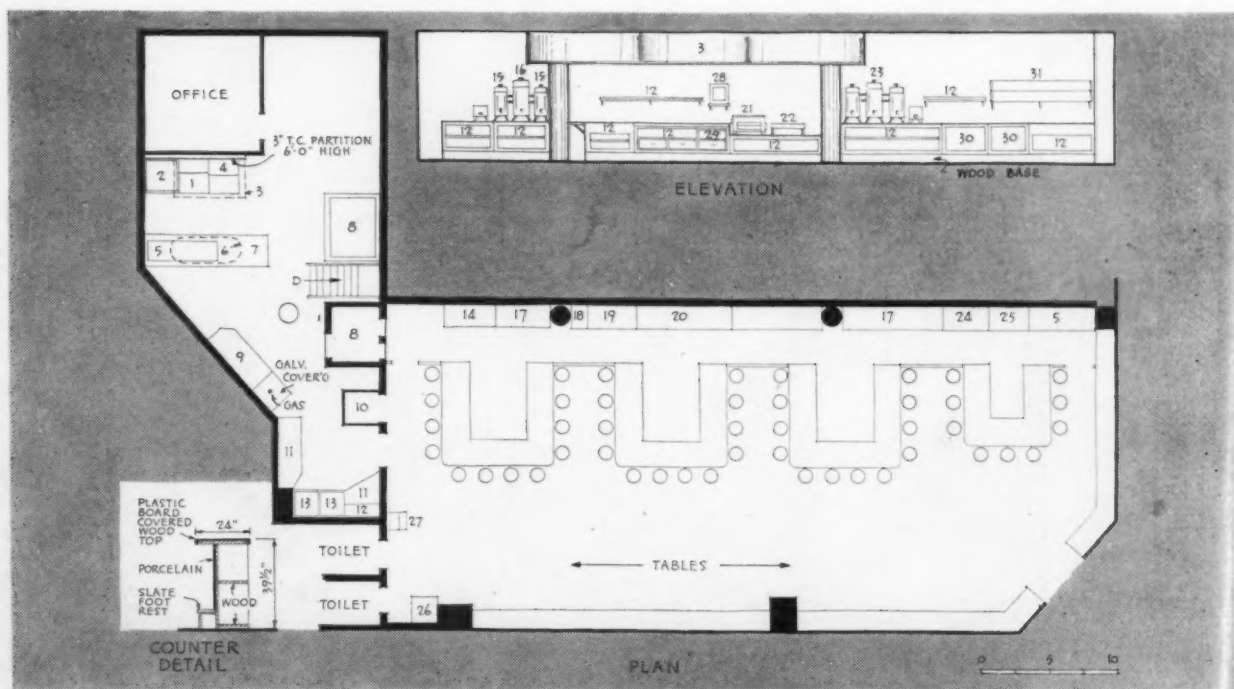 OFFICE
3" T.C. PARTITION
6'-0" HIGH
2
1
4
3
5
6
7
8
D
8
9
GALV.
COVER'G
GAS
10
11
13
13
11
12
27
TOILET
TOILET
26
3
15
16
15
12
28
21
22
23
12
31
12
12
12
12
29
12
12
30
30
12
ELEVATION
WOOD BASE
14
17
18
19
20
17
24
25
5
TABLES
PLASTIC
BOARD
COVERED
WOOD
TOP
24"
PORCELAIN
39½"
SLATE
FOOT
REST
WOOD
COUNTER
DETAIL
PLAN
0
5
10